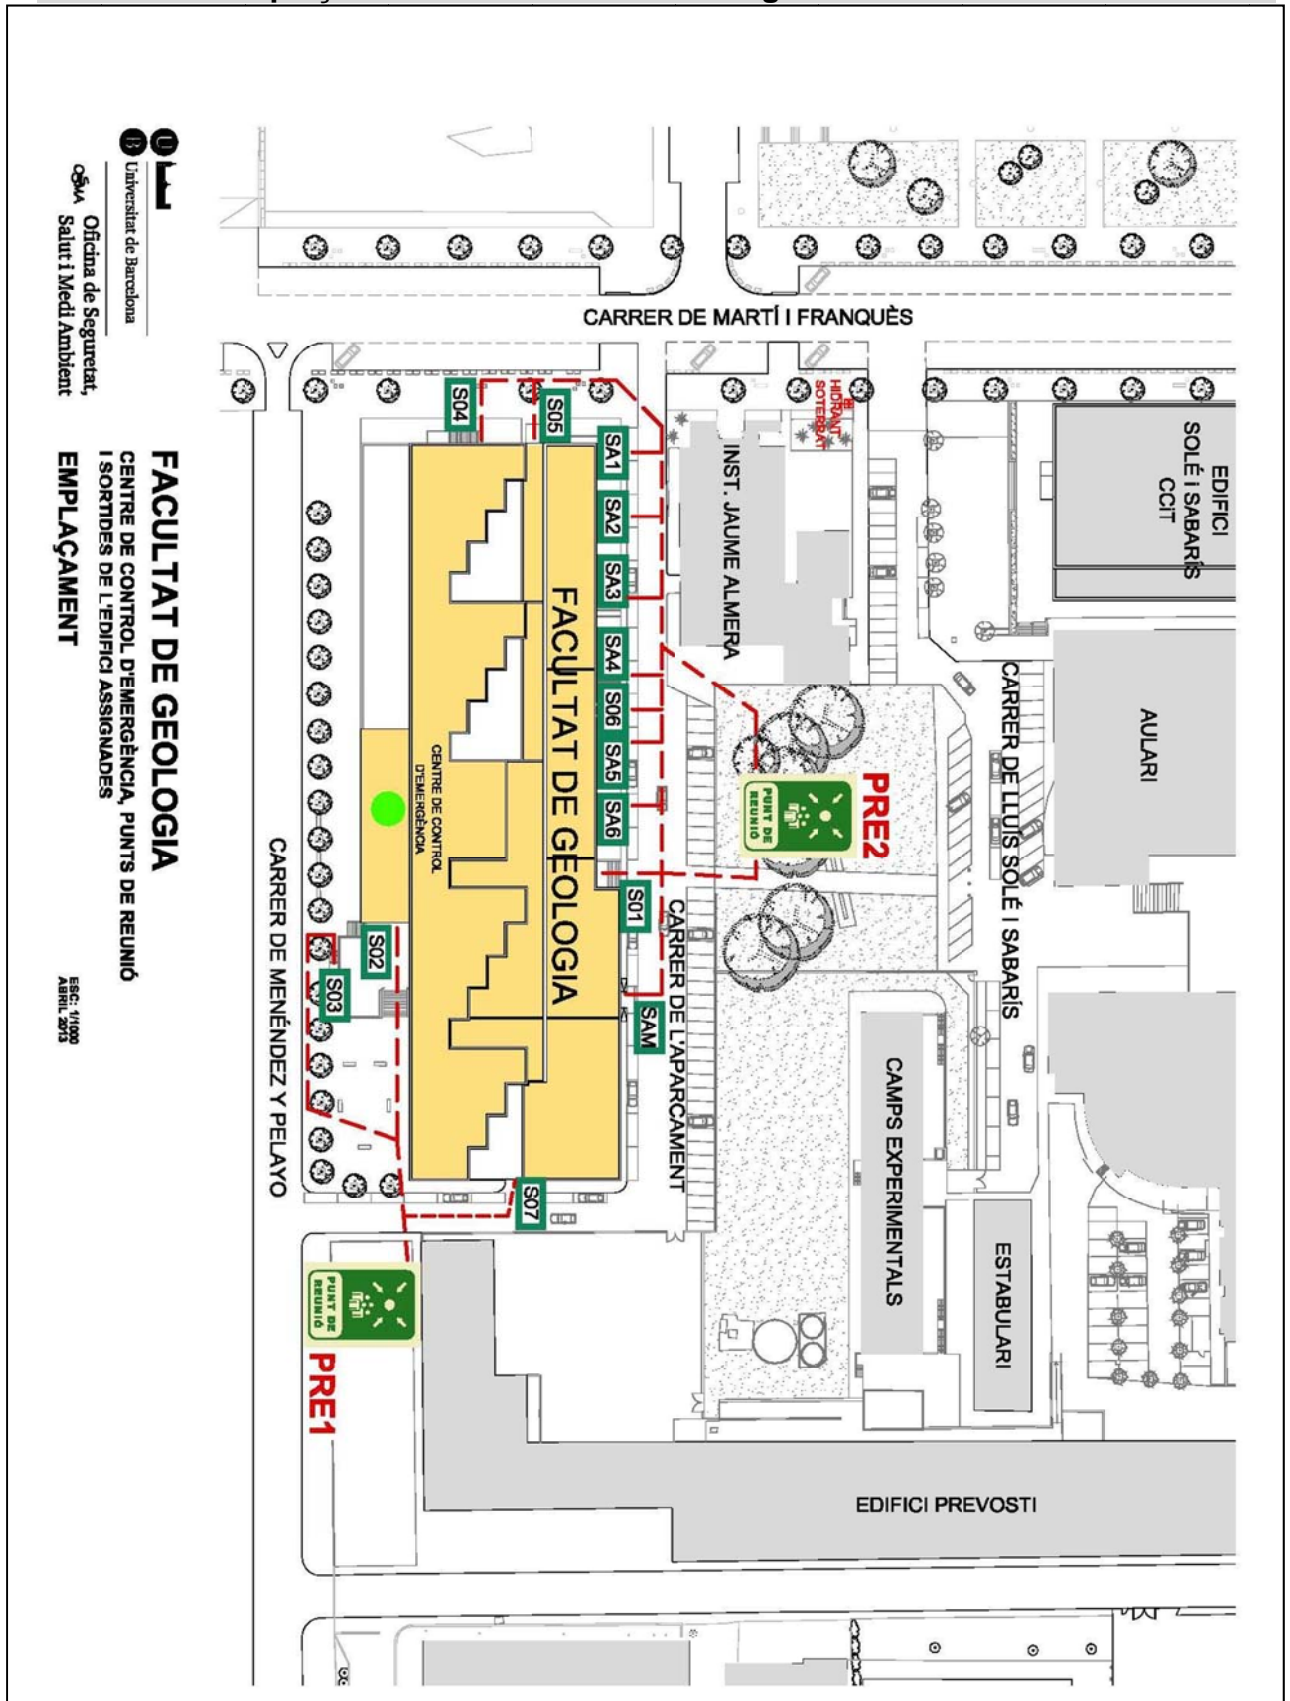 U
B Universitat de Barcelona
OSMA Oficina de Seguretat,
Salut i Medi Ambient
FACULTAT DE GEOLOGIA
CENTRE DE CONTROL D'EMERGÈNCIA, PUNTS DE REUNIÓ
I SORTIDES DE L'EDIFICI ASSIGNADES
EMPLAÇAMENT
ESC: 1/1000
ABRIL 2013
CARRER DE MARTÍ I FRANQUÈS
HIDRANT
SOTERRAT
EDIFICI
SOLÉ i SABARÍS
CCiT
INST. JAUME ALMERA
S04
S05
SA1
SA2
SA3
SA4
S06
SA5
SA6
S01
SAM
S02
S03
S07
FACULTAT DE GEOLOGIA
CENTRE DE CONTROL
D'EMERGÈNCIA
CARRER DE LLUÍS SOLÉ I SABARÍS
AULARI
PRE2
PUNT DE
REUNIÓ
CARRER DE L'APARCAMENT
CARRER DE MENÉNDEZ Y PELAYO
CAMPS EXPERIMENTALS
ESTABULARI
PUNT DE
REUNIÓ
PRE1
EDIFICI PREVOSTI